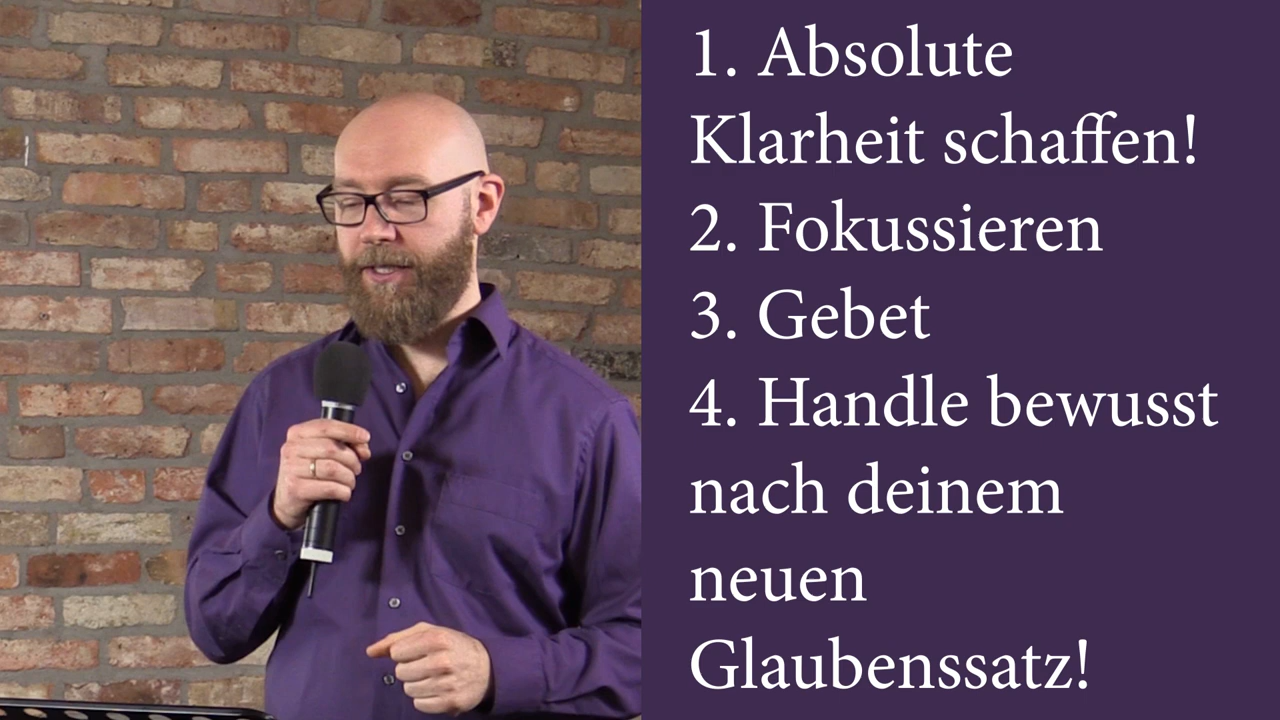 1. Absolute
Klarheit schaffen!
2. Fokussieren
3. Gebet
4. Handle bewusst
nach deinem
neuen
Glaubenssatz!